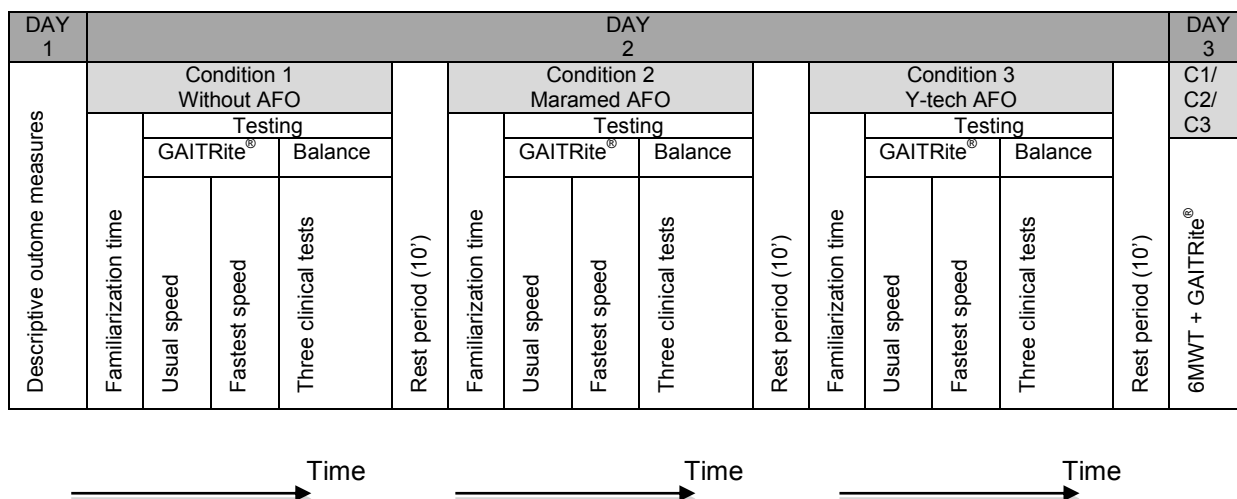 DAY
1
DAY
2
DAY
3
Descriptive outome measures
Condition 1
Without AFO
Familiarization time
Testing
GAITRite®
Balance
Usual speed
Fastest speed
Three clinical tests
Rest period (10’)
Condition 2
Maramed AFO
Familiarization time
Testing
GAITRite®
Balance
Usual speed
Fastest speed
Three clinical tests
Rest period (10’)
Condition 3
Y-tech AFO
Familiarization time
Testing
GAITRite®
Balance
Usual speed
Fastest speed
Three clinical tests
Rest period (10’)
C1/
C2/
C3
6MWT + GAITRite®
Time
Time
Time